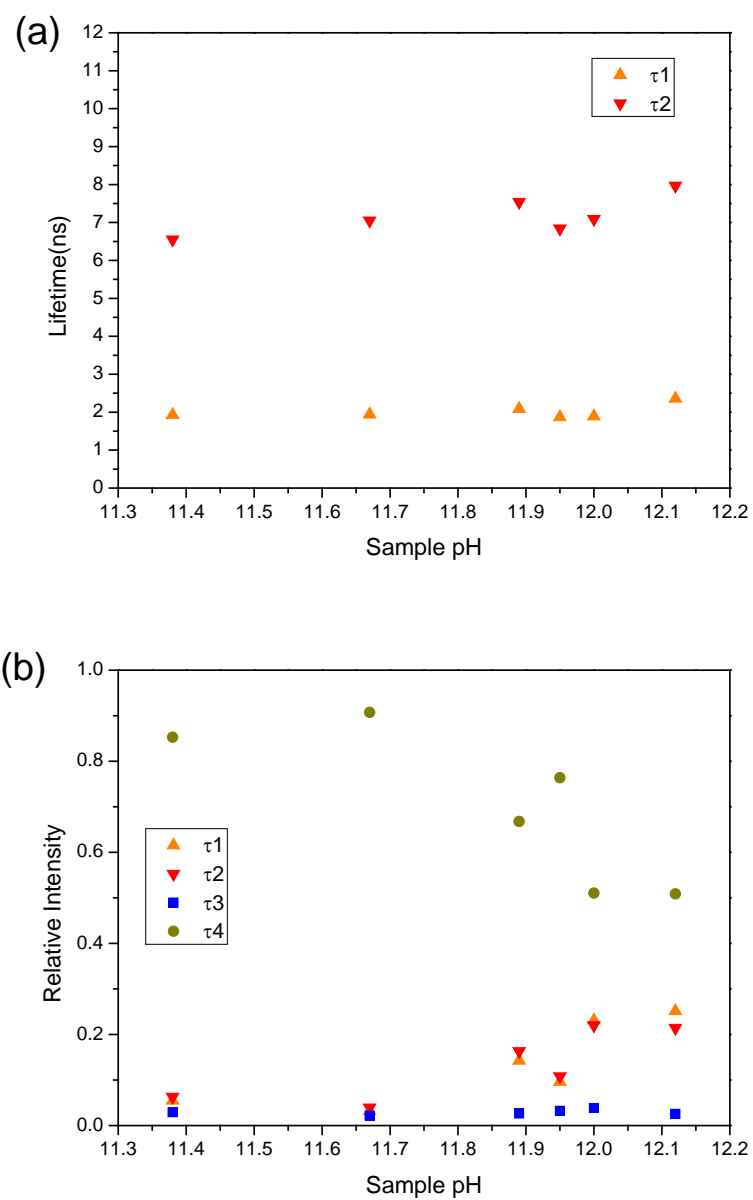 (a)
12
11
10
9
8
7
6
5
4
3
2
1
0
Lifetime(ns)
τ1
τ2
11.3 11.4 11.5 11.6 11.7 11.8 11.9 12.0 12.1 12.2
Sample pH
(b)
1.0
0.8
0.6
0.4
0.2
0.0
Relative Intensity
τ1
τ2
τ3
τ4
11.3 11.4 11.5 11.6 11.7 11.8 11.9 12.0 12.1 12.2
Sample pH